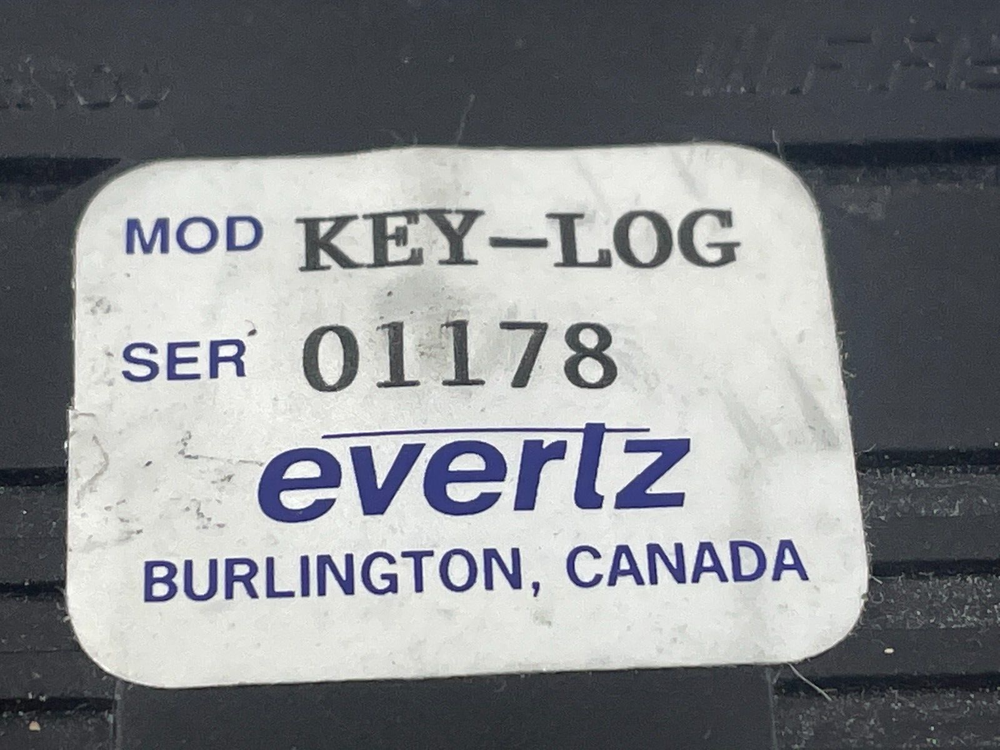 MOD KEY-LOG
SER 01178
evertz
BURLINGTON, CANADA